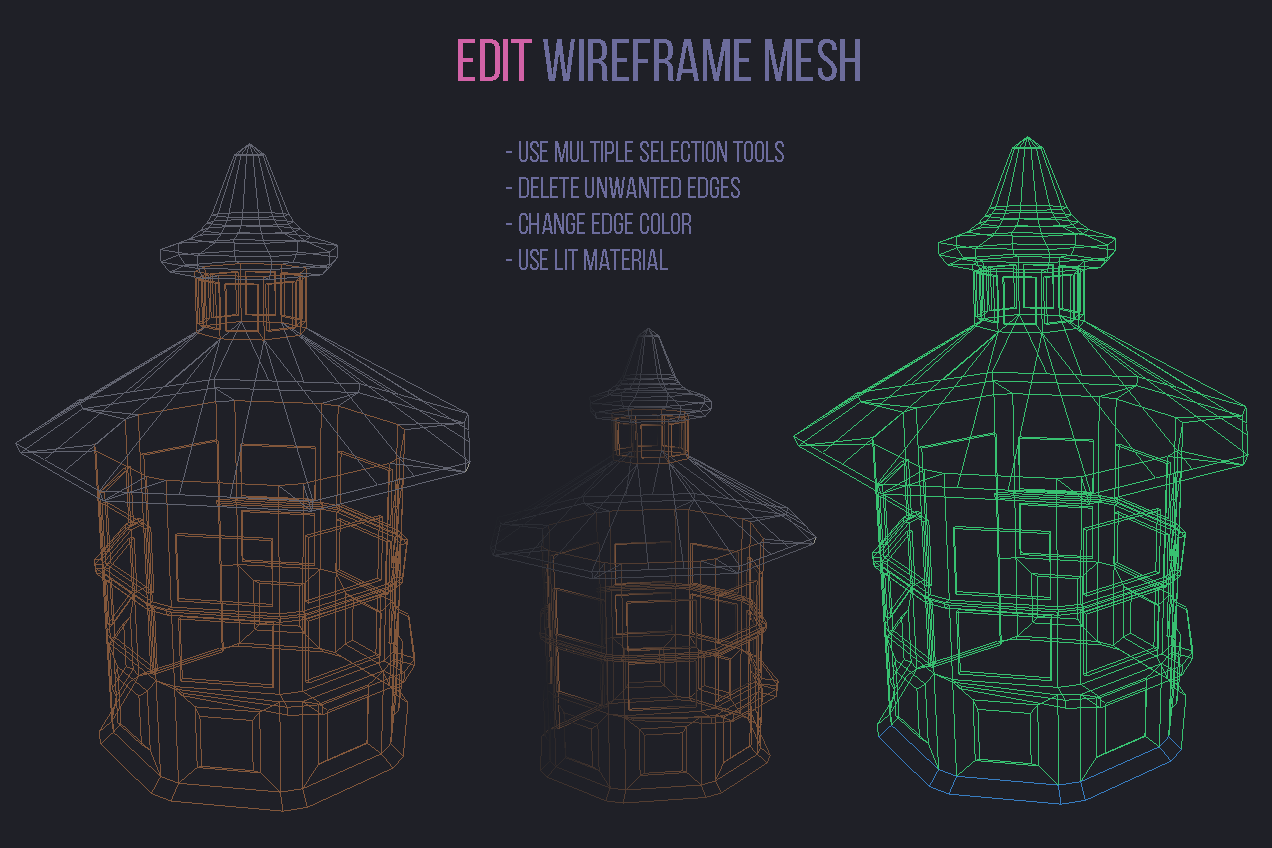 EDIT WIREFRAME MESH
- USE MULTIPLE SELECTION TOOLS
- DELETE UNWANTED EDGES
- CHANGE EDGE COLOR
- USE LIT MATERIAL